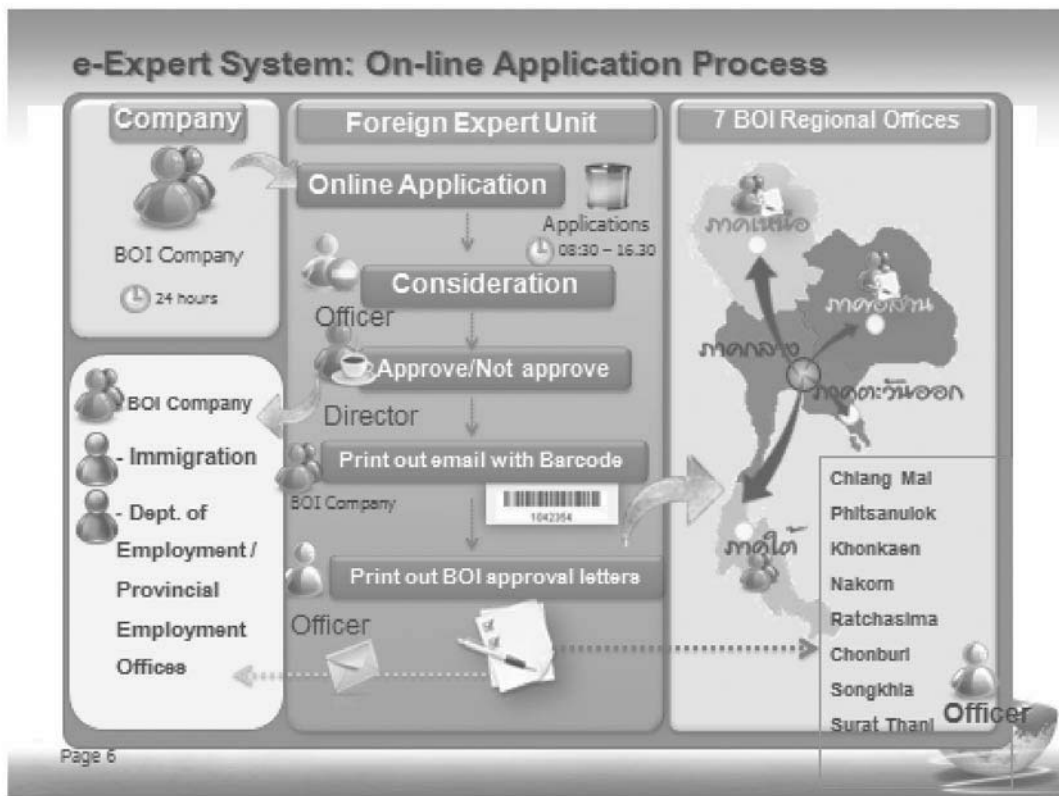 e-Expert System: On-line Application Process
Company
BOI Company
24 hours
- BOI Company
- Immigration
- Dept. of
Employment /
Provincial
Employment
Offices
Foreign Expert Unit
Online Application
Applications
08:30 – 16.30
Consideration
Officer
Approve/Not approve
Director
Print out email with Barcode
BOI Company
1042354
Print out BOI approval letters
Officer
7 BOI Regional Offices
ภาคเหนือ
ภาคอีสาน
ภาคกลาง
ภาคตะวันออก
ภาคใต้
Chiang Mai
Phitsanulok
Khonkaen
Nakorn
Ratchasima
Chonburi
Songkhla
Surat Thani
Officer
Page 6